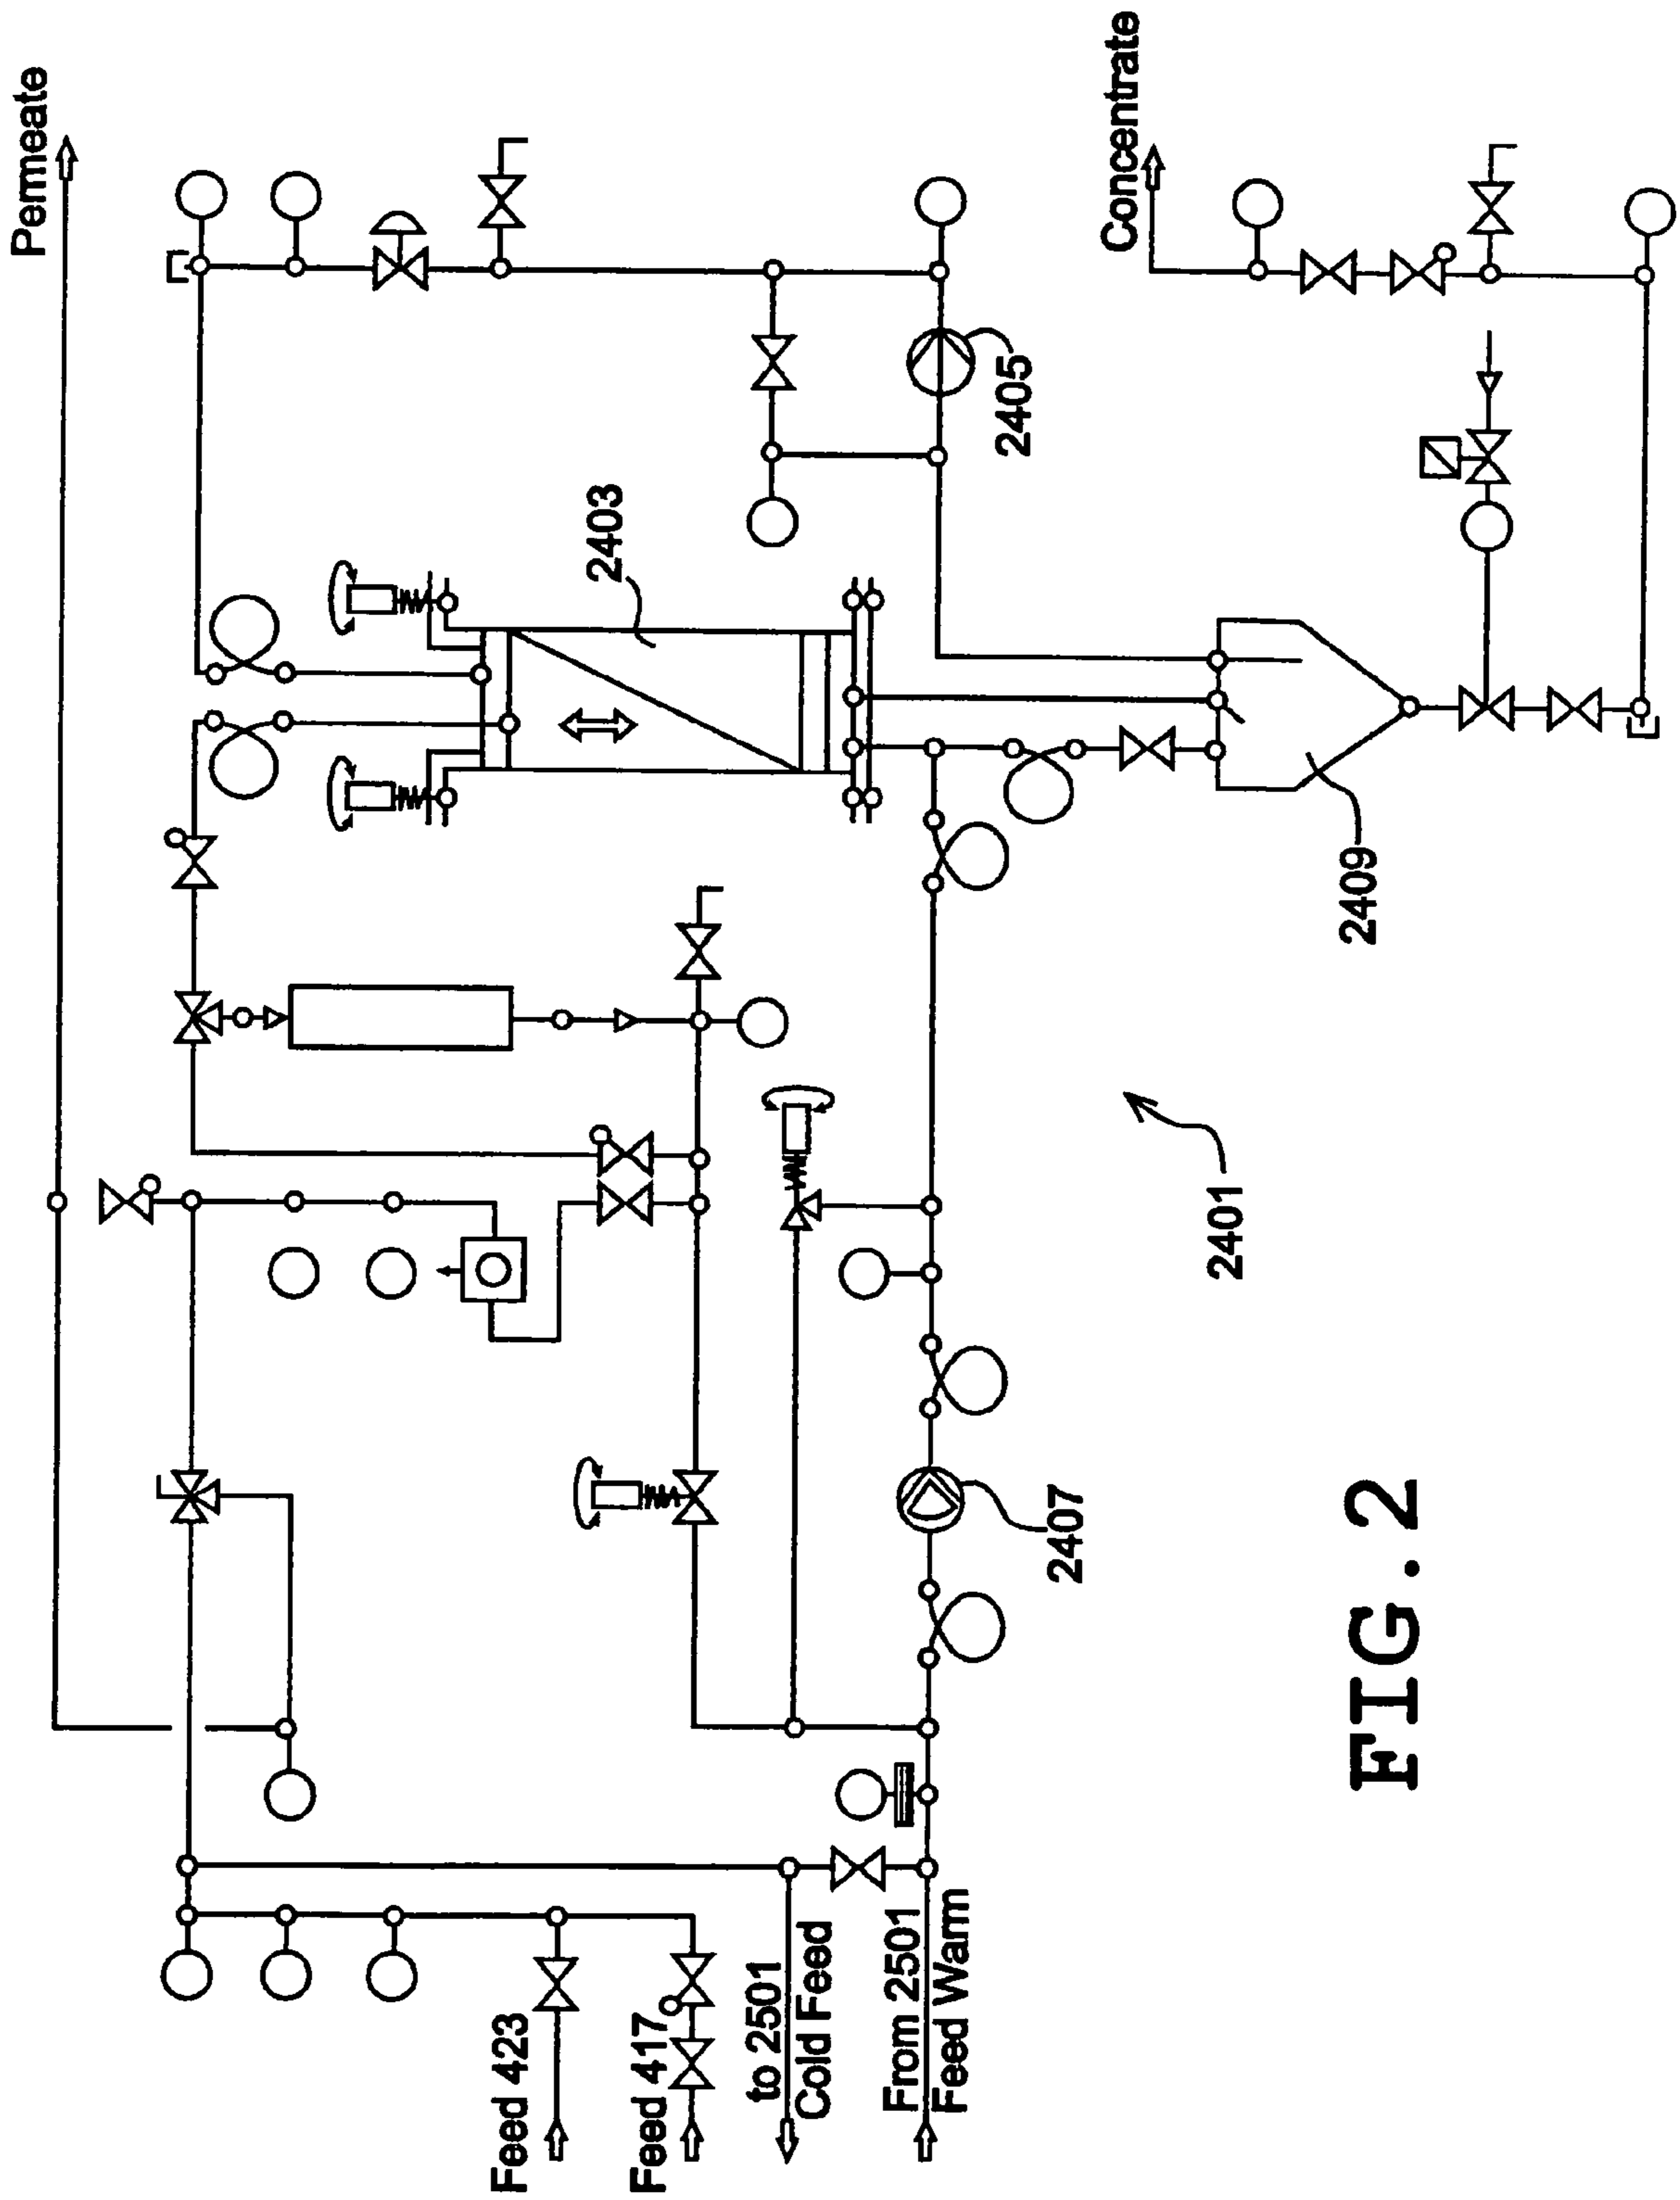 Permeate
Concentrate
2403
2405
2409
2401
2407
Feed 423
Feed 417
to 2501
Cold Feed
From 2501
Feed Warm
FIG.2